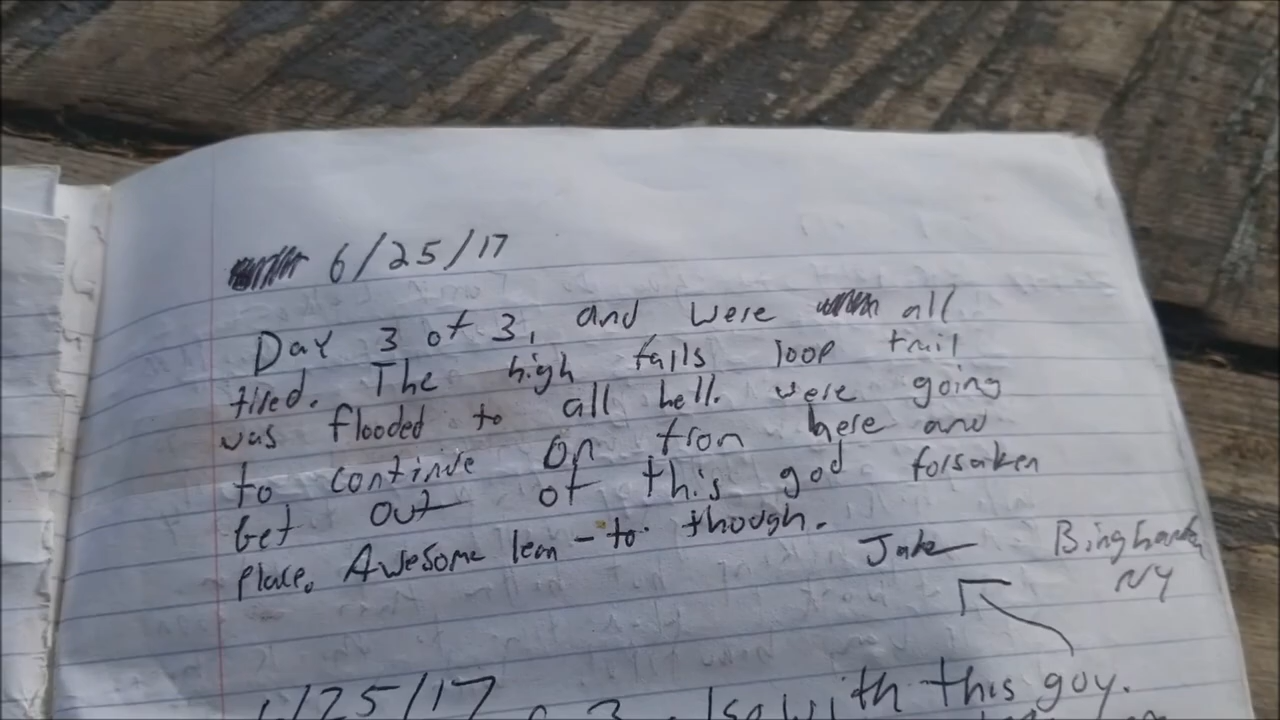 6/25/17
Day 3 of 3, and were all
tired. The high falls loop trail
was flooded to all hell. were going
to continue on from here and
get out of this god forsaken
place. Awesome lean-to though.
Jake Binghamton
NY
6/25/17
3 also with this guy.